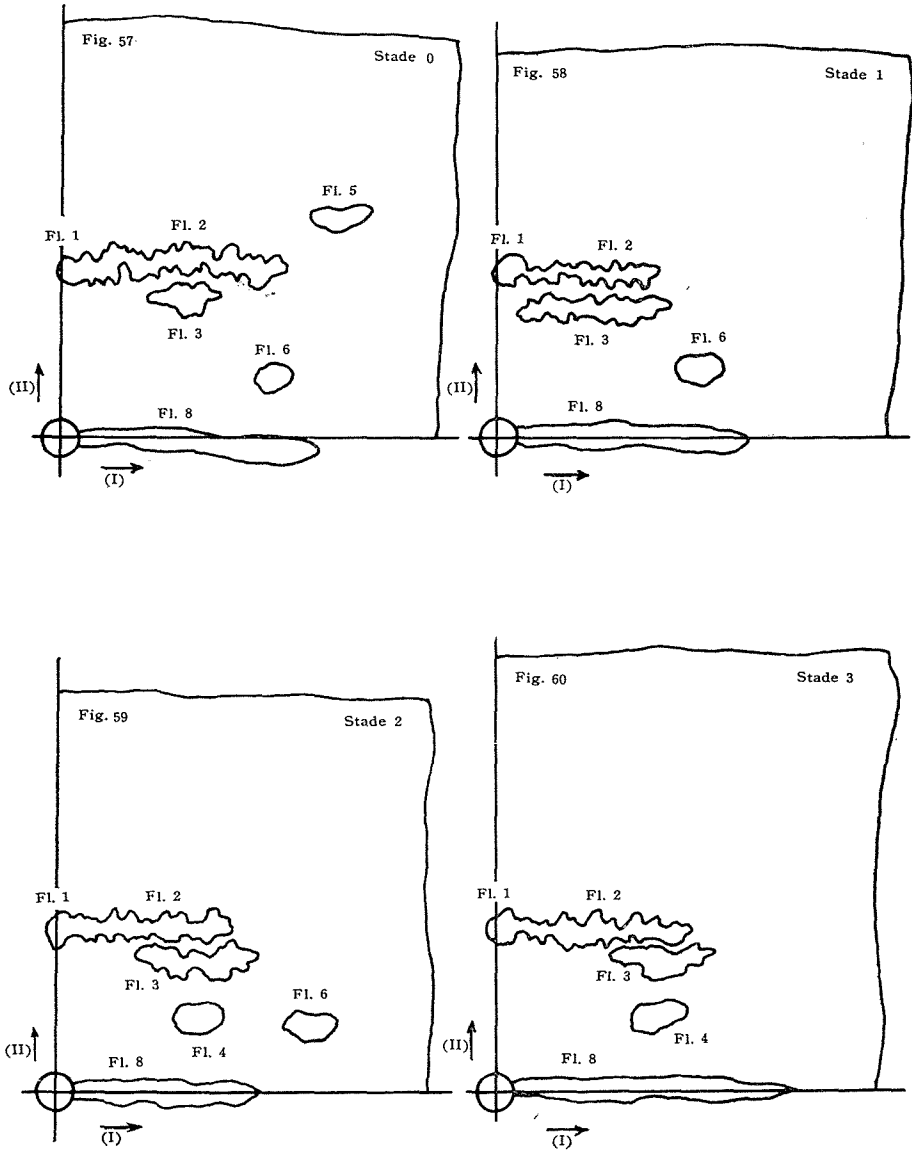 Fig. 57
Stade 0
Fl. 5
Fl. 1
Fl. 2
Fl. 3
Fl. 6
(II)
Fl. 8
(I)
Fig. 58
Stade 1
Fl. 1
Fl. 2
Fl. 3
Fl. 6
(II)
Fl. 8
(I)
Fig. 59
Stade 2
Fl. 1
Fl. 2
Fl. 3
Fl. 6
Fl. 4
(II)
Fl. 8
(I)
Fig. 60
Stade 3
Fl. 1
Fl. 2
Fl. 3
Fl. 4
(II)
Fl. 8
(I)